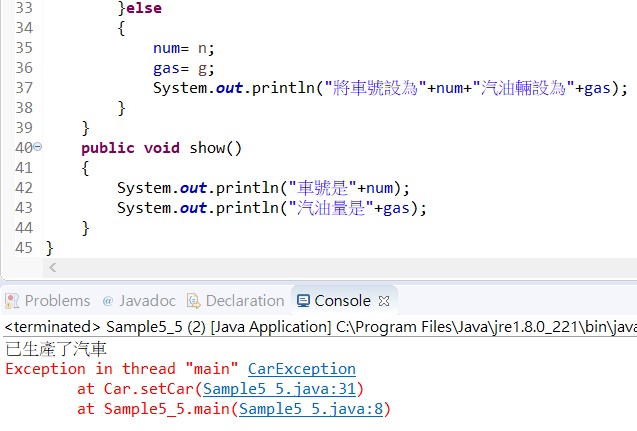 33 }else
34 {
35 num= n;
36 gas= g;
37 System.out.println("將車號設為"+num+"汽油輛設為"+gas);
38 }
39 }
40 public void show()
41 {
42 System.out.println("車號是"+num);
43 System.out.println("汽油量是"+gas);
44 }
45 }
Problems @ Javadoc Declaration Console
<terminated> Sample5_5 (2) [Java Application] C:\Program Files\Java\jre1.8.0_221\bin\java
已生產了汽車
Exception in thread "main" CarException
at Car.setCar(Sample5_5.java:31)
at Sample5_5.main(Sample5_5.java:8)